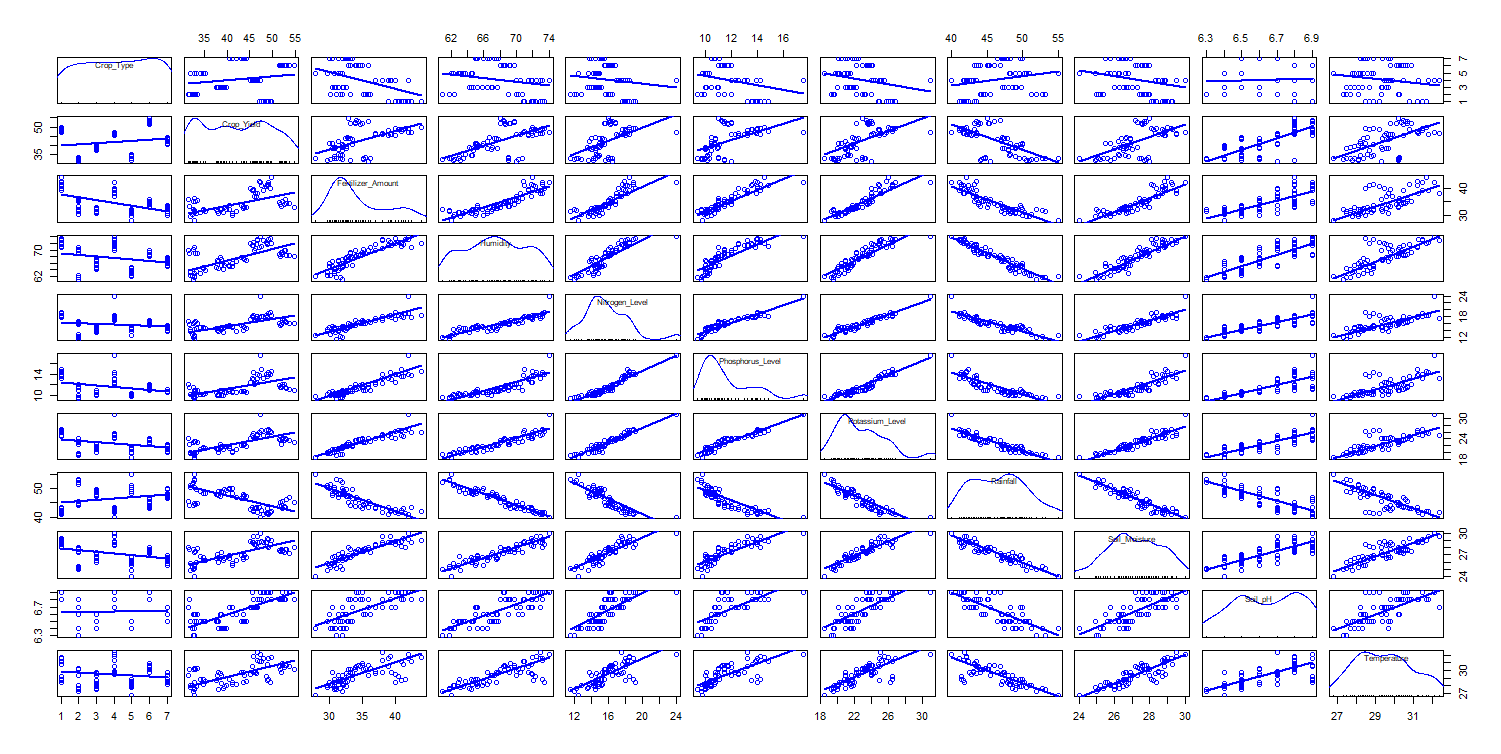 35 40 45 50 55 62 66 70 74 10 12 14 16 40 45 50 55 6.3 6.5 6.7 6.9
Crop_Type 7 5 3 1
50 35 Crop_Yield
Fertilizer_Amount 40 30
70 62 Humidity
Nitrogen_Level 24 18 12
14 10 Phosphorus_Level
Potassium_Level 30 24 18
50 40 Rainfall
Soil_Moisture 30 27 24
6.7 6.3 Soil_pH
Temperature 30 27
1 2 3 4 5 6 7 30 35 40 12 16 20 24 18 22 26 30 24 25 26 27 28 29 30 27 29 31